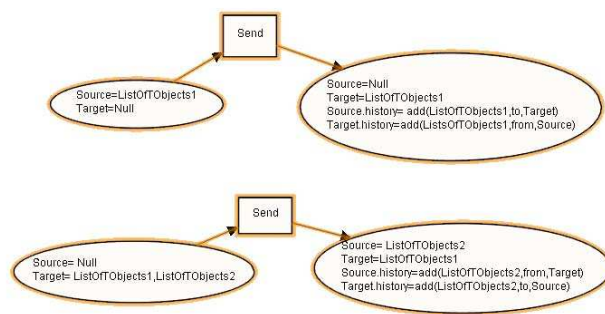 Send
Source=ListOfTObjects1
Target=Null
Source=Null
Target=ListOfTObjects1
Source.history= add(ListOfTObjects1,to,Target)
Target.history=add(ListsOfTObjects1,from,Source)
Send
Source= Null
Target= ListOfTObjects1,ListOfTObjects2
Source= ListOfTObjects2
Target=ListOfTObjects1
Source.history=add(ListOfTObjects2,from,Target)
Target.history=add(ListOfTObjects2,to,Source)